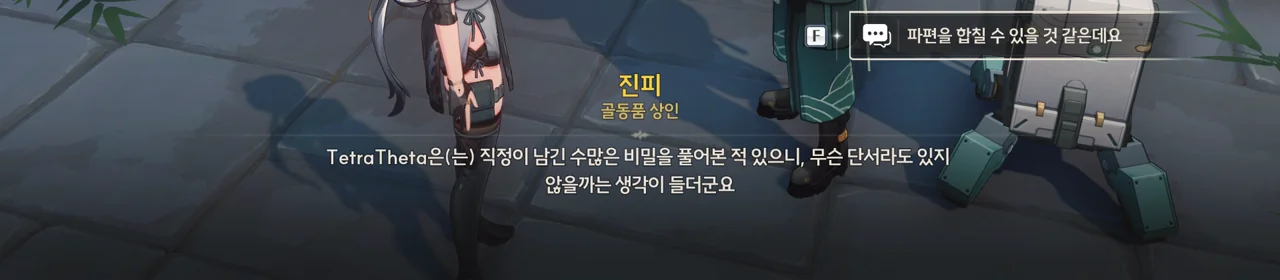 F
파편을 합칠 수 있을 것 같은데요
진피
골동품 상인
TetraTheta은(는) 직정이 남긴 수많은 비밀을 풀어본 적 있으니, 무슨 단서라도 있지
않을까는 생각이 들더군요